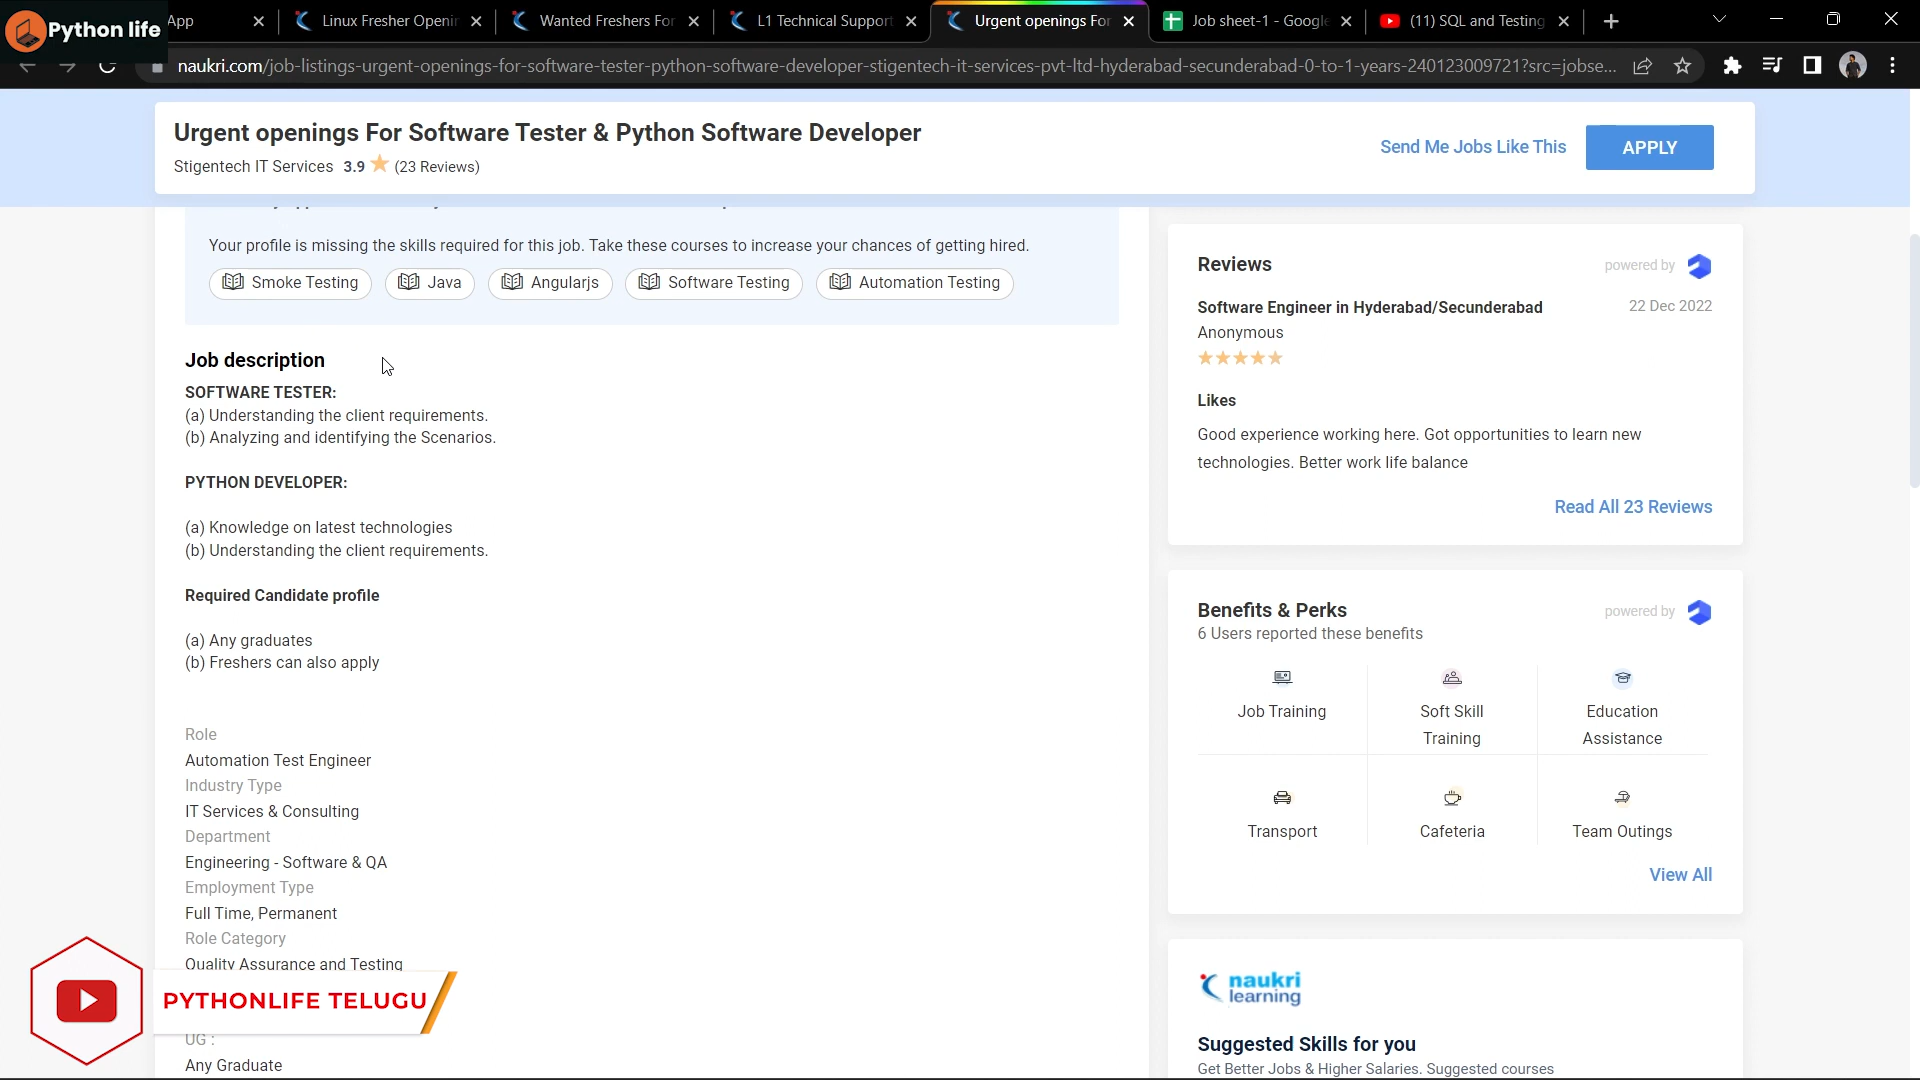 Python life
App
Linux Fresher Openin
Wanted Freshers For
L1 Technical Support
Urgent openings For
Job sheet-1 - Google
(11) SQL and Testing
naukri.com/job-listings-urgent-openings-for-software-tester-python-software-developer-stigentech-it-services-pvt-ltd-hyderabad-secunderabad-0-to-1-years-240123009721?src=jobse...
Urgent openings For Software Tester & Python Software Developer
Stigentech IT Services 3.9 (23 Reviews)
Send Me Jobs Like This
APPLY
Your profile is missing the skills required for this job. Take these courses to increase your chances of getting hired.
Smoke Testing
Java
Angularjs
Software Testing
Automation Testing
Job description
SOFTWARE TESTER:
(a) Understanding the client requirements.
(b) Analyzing and identifying the Scenarios.
PYTHON DEVELOPER:
(a) Knowledge on latest technologies
(b) Understanding the client requirements.
Required Candidate profile
(a) Any graduates
(b) Freshers can also apply
Role
Automation Test Engineer
Industry Type
IT Services & Consulting
Department
Engineering - Software & QA
Employment Type
Full Time, Permanent
Role Category
Quality Assurance and Testing
PYTHONLIFE TELUGU
UG :
Any Graduate
Reviews
powered by
Software Engineer in Hyderabad/Secunderabad
22 Dec 2022
Anonymous
Likes
Good experience working here. Got opportunities to learn new
technologies. Better work life balance
Read All 23 Reviews
Benefits & Perks
powered by
6 Users reported these benefits
Job Training
Soft Skill
Training
Education
Assistance
Transport
Cafeteria
Team Outings
View All
naukri
learning
Suggested Skills for you
Get Better Jobs & Higher Salaries. Suggested courses